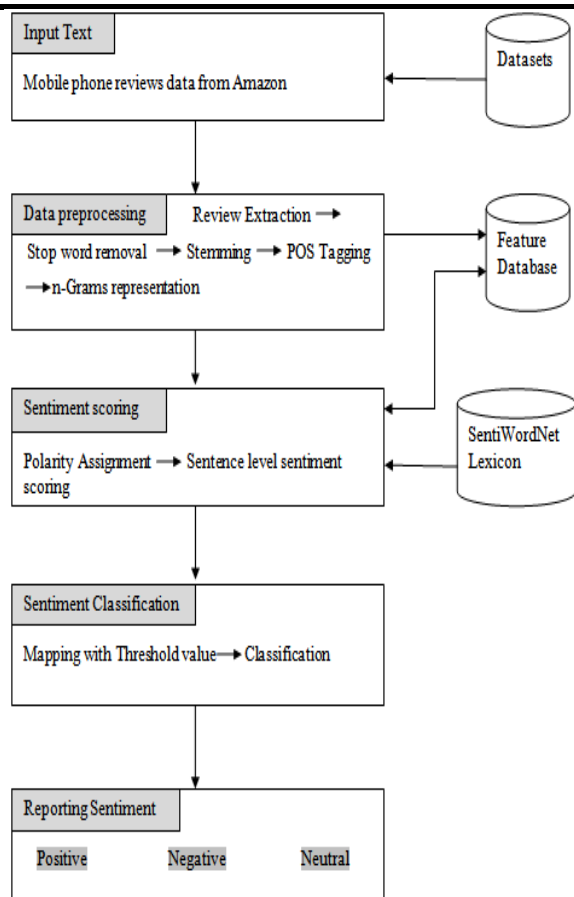 Input Text
Mobile phone reviews data from Amazon
Datasets
Data preprocessing
Review Extraction →
Stop word removal → Stemming → POS Tagging
→ n-Grams representation
Feature
Database
Sentiment scoring
Polarity Assignment → Sentence level sentiment
scoring
SentiWordNet
Lexicon
Sentiment Classification
Mapping with Threshold value → Classification
Reporting Sentiment
Positive
Negative
Neutral